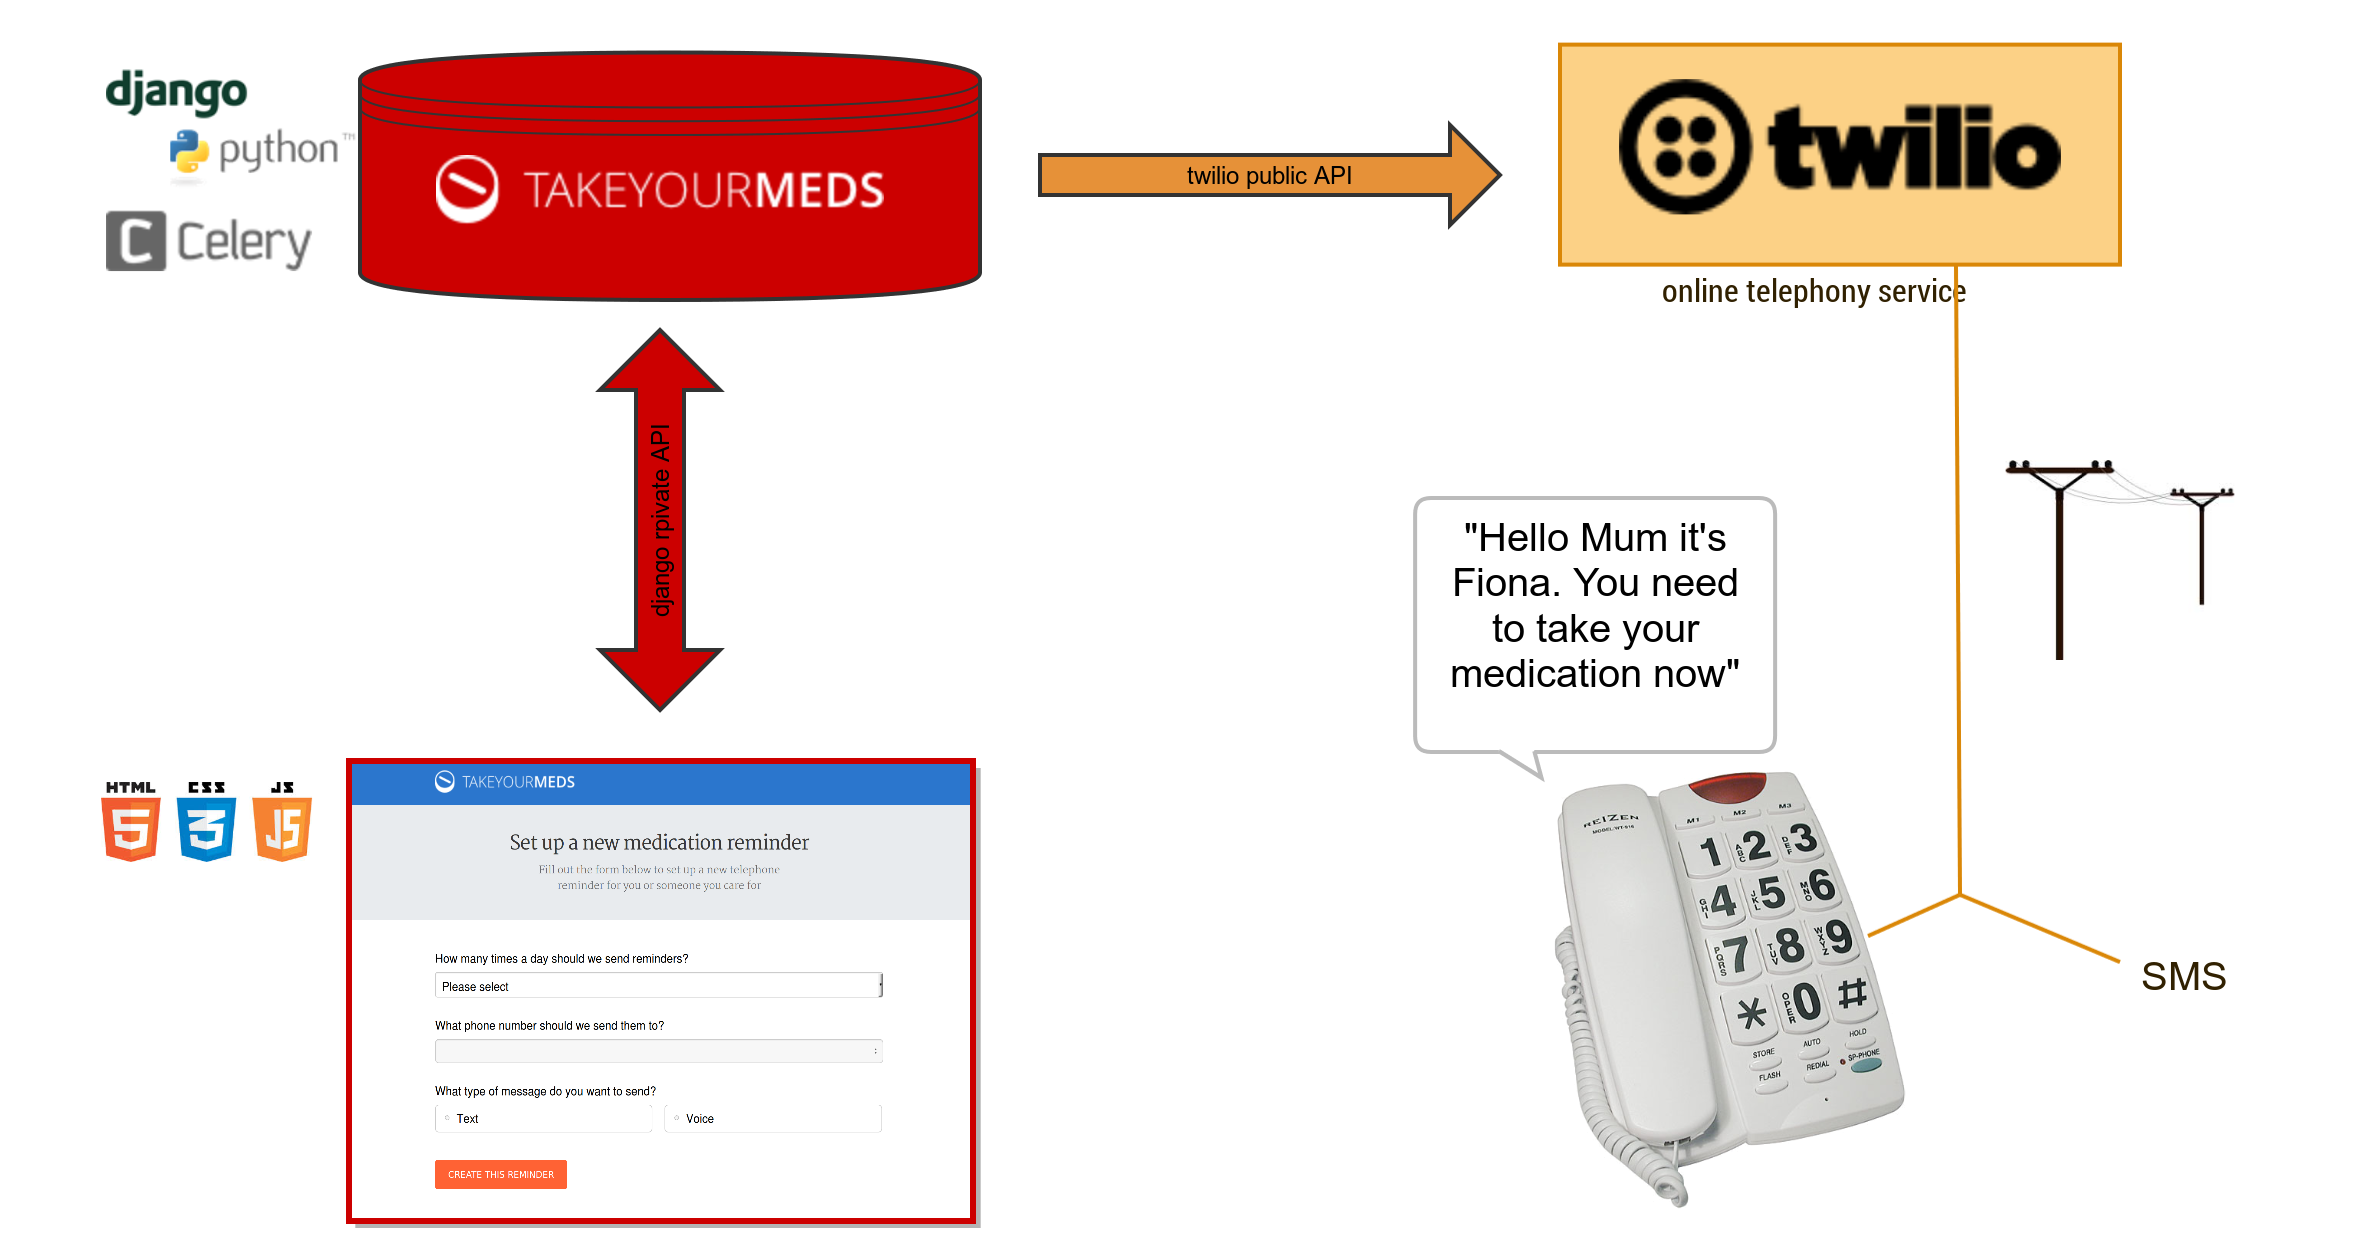 django
python™
Celery
TAKEYOURMEDS
twilio public API
twilio
online telephony service
django rpivate API
"Hello Mum it's
Fiona. You need
to take your
medication now"
HTML
CSS
JS
5
3
JS
TAKEYOURMEDS
Set up a new medication reminder
Fill out the form below to set up a new telephone
reminder for you or someone you care for
How many times a day should we send reminders?
Please select
What phone number should we send them to?
What type of message do you want to send?
Text
Voice
CREATE THIS REMINDER
REIZEN
MODEL:WT-916
M1 M2 M3
1 ABC 2 DEF 3
GHI 4 JKL 5 MNO 6
PQRS 7 TUV 8 WXYZ 9
* OPER 0 #
STORE AUTO HOLD
FLASH REDIAL SP-PHONE
SMS